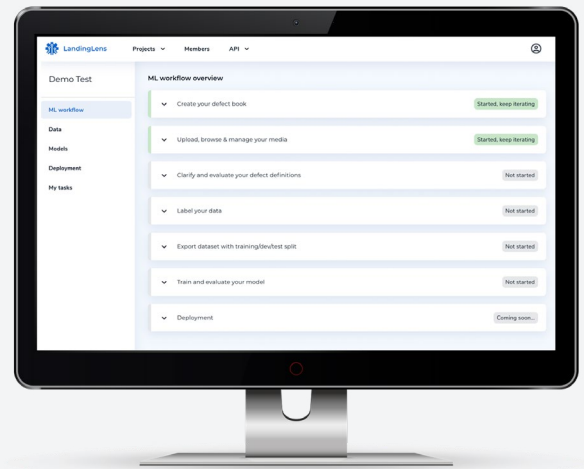 LandingLens
Projects
Members
API
Demo Test
ML workflow overview
ML workflow
Data
Models
Deployment
My tasks
Create your defect book
Started, keep iterating
Upload, browse & manage your media
Started, keep iterating
Clarify and evaluate your defect definitions
Not started
Label your data
Not started
Export dataset with training/dev/test split
Not started
Train and evaluate your model
Not started
Deployment
Coming soon...